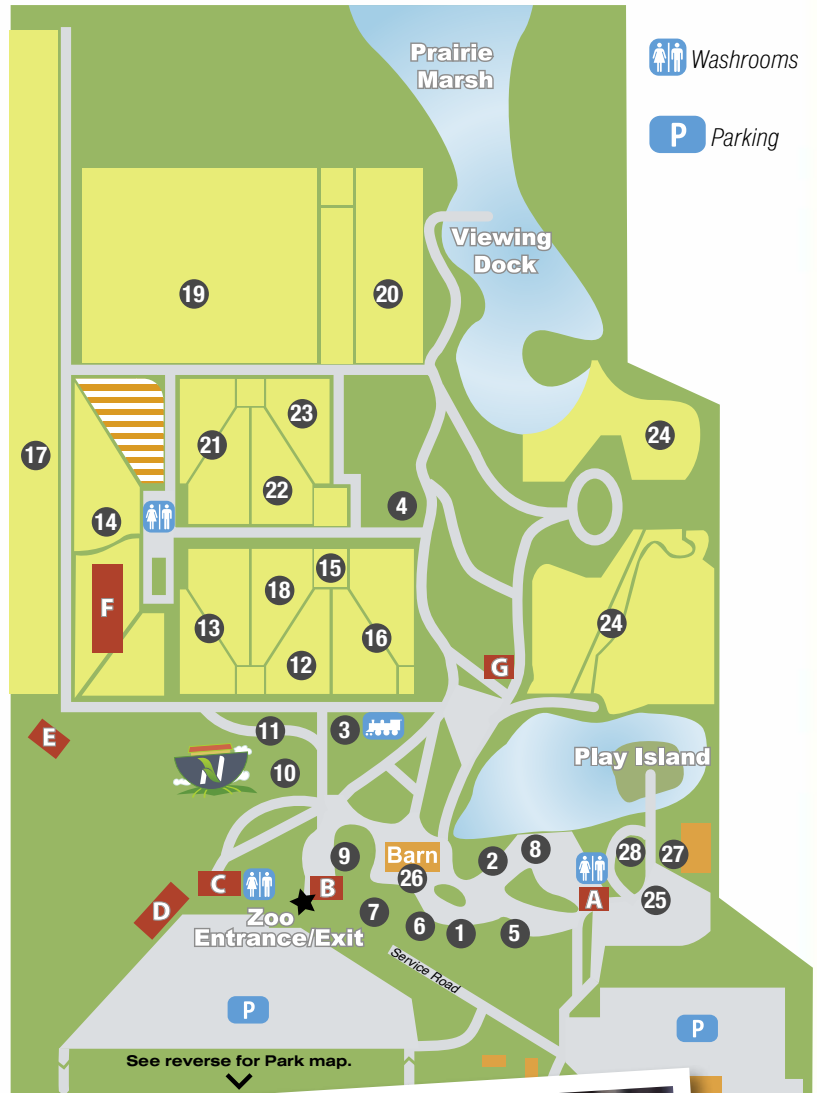 Prairie
Marsh
Washrooms
P Parking
Viewing
Dock
19
20
23
21
24
17
22
4
14
15
18
F
24
13
16
12
G
11
3
E
Play Island
10
N
9
Barn
2
8
28
27
26
C
B
A
25
D
Zoo
Entrance/Exit
7
6
1
5
Service Road
P
P
See reverse for Park map.